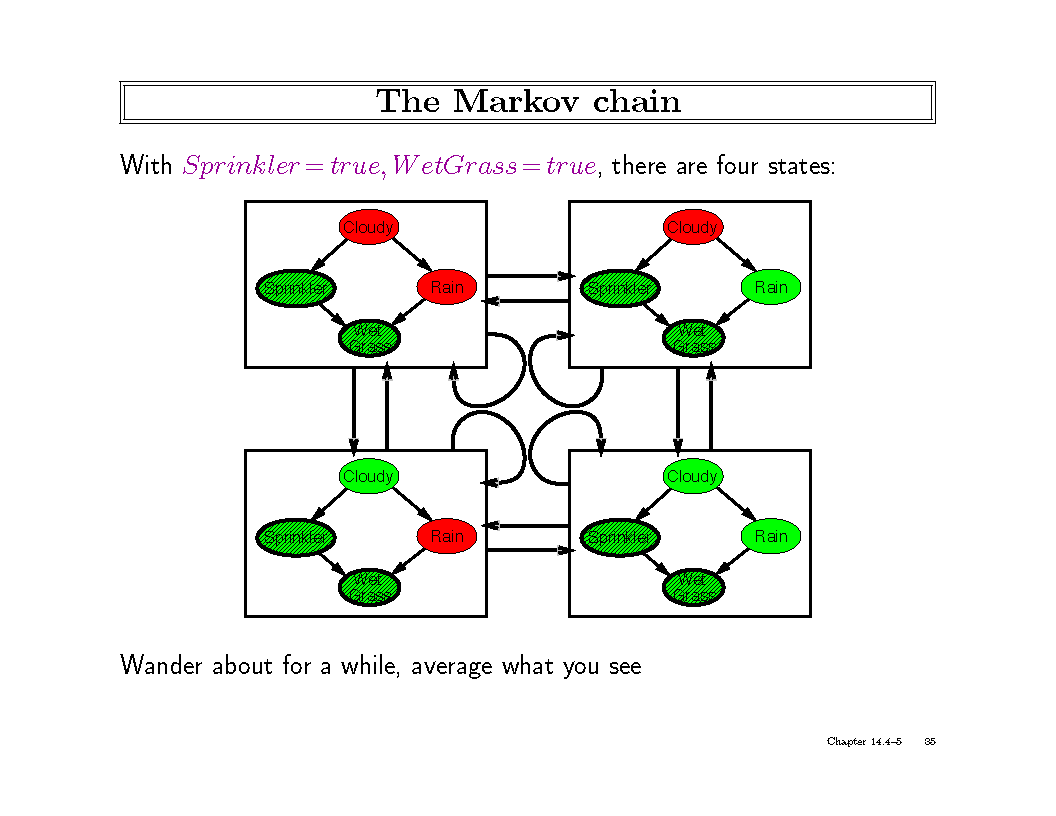 The Markov chain
With Sprinkler = true, WetGrass = true, there are four states:
Cloudy
Sprinkler
Rain
Wet
Grass
Cloudy
Sprinkler
Rain
Wet
Grass
Cloudy
Sprinkler
Rain
Wet
Grass
Cloudy
Sprinkler
Rain
Wet
Grass
Wander about for a while, average what you see
Chapter 14.4–5 35